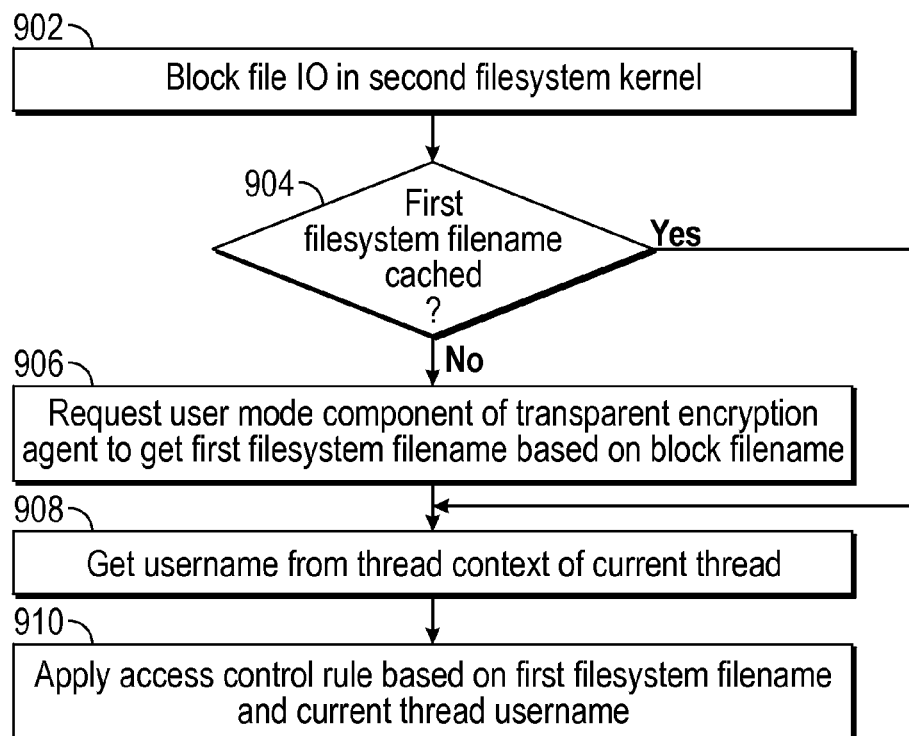 902
Block file IO in second filesystem kernel
904
First
filesystem filename
cached
?
Yes
No
906
Request user mode component of transparent encryption
agent to get first filesystem filename based on block filename
908
Get username from thread context of current thread
910
Apply access control rule based on first filesystem filename
and current thread username